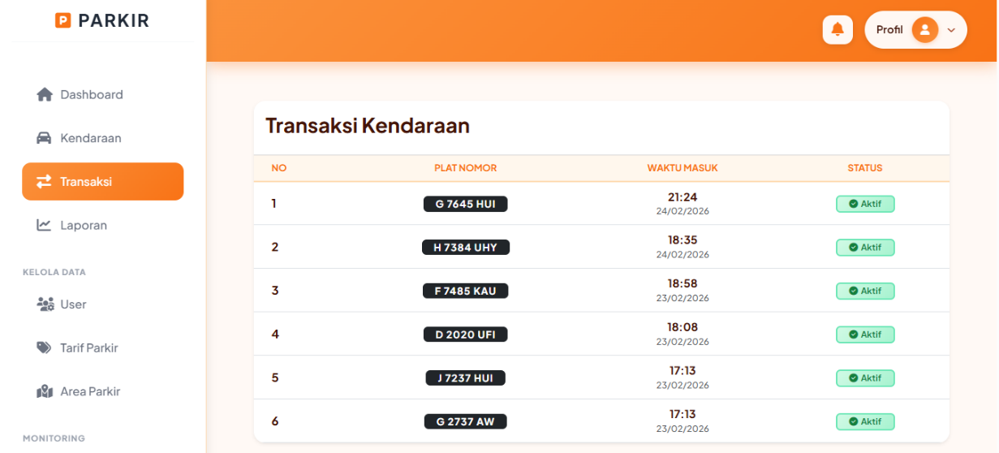 P PARKIR
Profil
Dashboard
Kendaraan
Transaksi
Laporan
KELOLA DATA
User
Tarif Parkir
Area Parkir
MONITORING
Transaksi Kendaraan
NO PLAT NOMOR WAKTU MASUK STATUS
1 G 7645 HUI 21:24 Aktif
24/02/2026
2 H 7384 UHY 18:35 Aktif
24/02/2026
3 F 7485 KAU 18:58 Aktif
23/02/2026
4 D 2020 UFI 18:08 Aktif
23/02/2026
5 J 7237 HUI 17:13 Aktif
23/02/2026
6 G 2737 AW 17:13 Aktif
23/02/2026